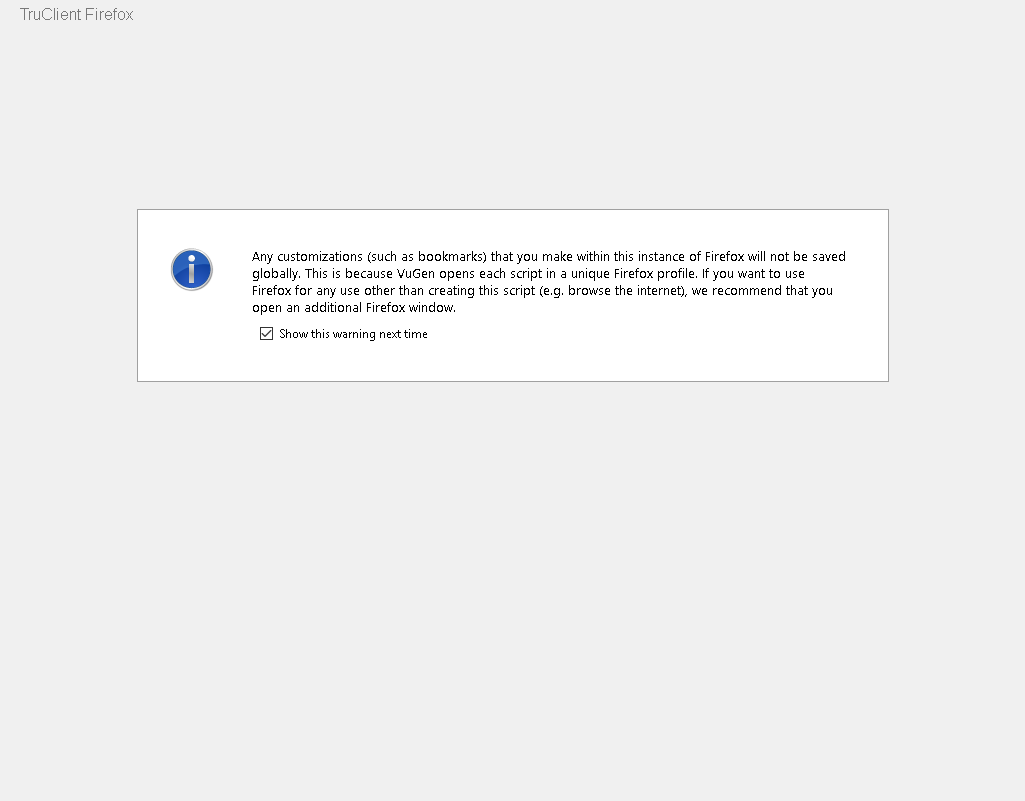 TruClient Firefox
Any customizations (such as bookmarks) that you make within this instance of Firefox will not be saved
globally. This is because VuGen opens each script in a unique Firefox profile. If you want to use
Firefox for any use other than creating this script (e.g. browse the internet), we recommend that you
open an additional Firefox window.
Show this warning next time